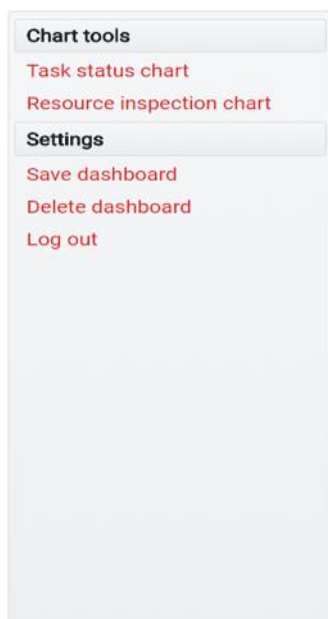 Chart tools
Task status chart
Resource inspection chart
Settings
Save dashboard
Delete dashboard
Log out